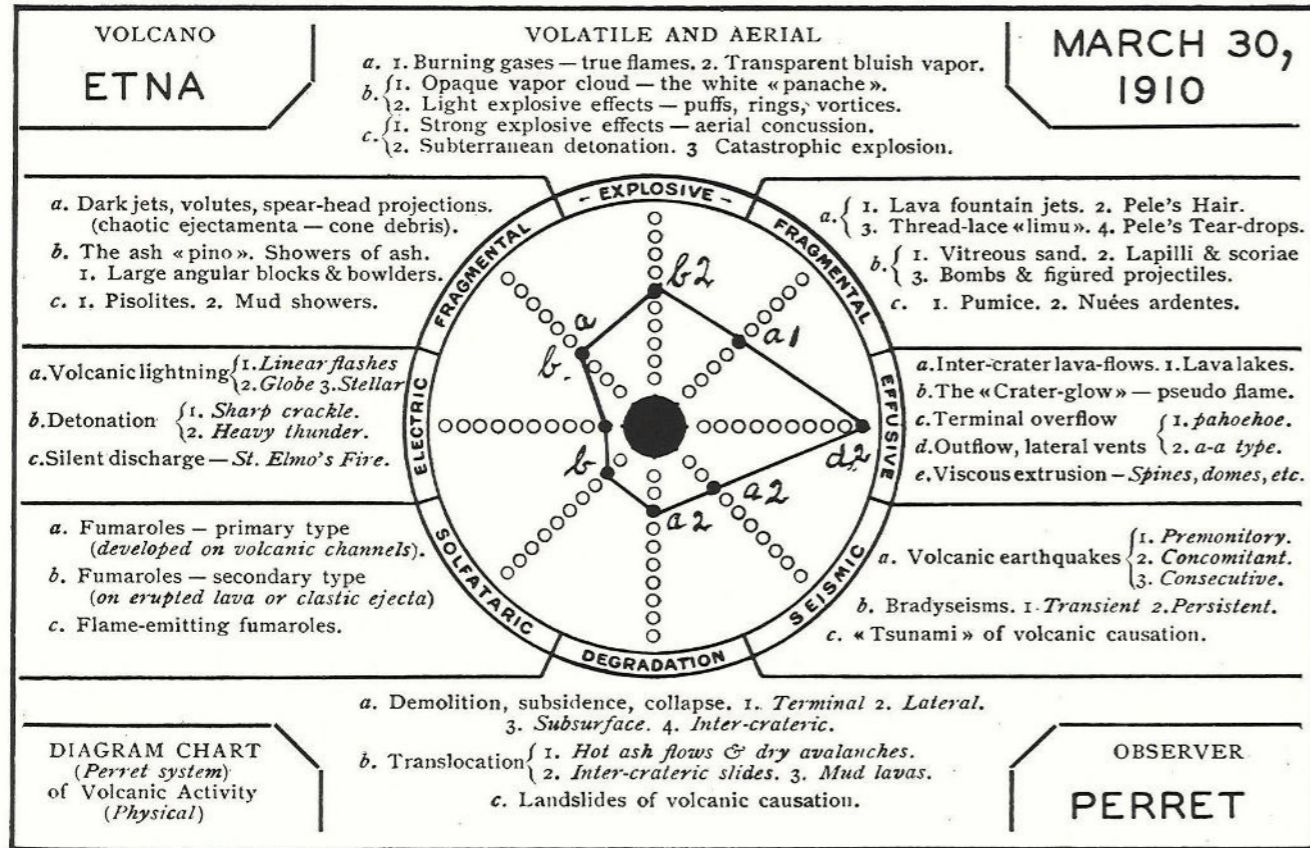 VOLCANO
ETNA
VOLATILE AND AERIAL
a. 1. Burning gases — true flames. 2. Transparent bluish vapor.
b. {1. Opaque vapor cloud — the white «panache».
2. Light explosive effects — puffs, rings, vortices.
c. {1. Strong explosive effects — aerial concussion.
2. Subterranean detonation. 3 Catastrophic explosion.
MARCH 30,
1910
a. Dark jets, volutes, spear-head projections.
(chaotic ejectamenta — cone debris).
b. The ash «pino». Showers of ash.
1. Large angular blocks & bowlders.
c. 1. Pisolites. 2. Mud showers.
a. { 1. Lava fountain jets. 2. Pele's Hair.
3. Thread-lace «limu». 4. Pele's Tear-drops.
b. { 1. Vitreous sand. 2. Lapilli & scoriae
3. Bombs & figured projectiles.
c. 1. Pumice. 2. Nuées ardentes.
a. Volcanic lightning {1. Linear flashes
2. Globe 3. Stellar
b. Detonation { 1. Sharp crackle.
2. Heavy thunder.
c. Silent discharge — St. Elmo's Fire.
- EXPLOSIVE -
FRAGMENTAL
EFFUSIVE
SEISMIC
DEGRADATION
SOLFATARIC
ELECTRIC
FRAGMENTAL
b2
a1
d2
a2
a2
b
b.
a
a. Inter-crater lava-flows. 1. Lava lakes.
b. The «Crater-glow» — pseudo flame.
c. Terminal overflow { 1. pahoehoe.
d. Outflow, lateral vents 2. a-a type.
e. Viscous extrusion — Spines, domes, etc.
a. Fumaroles — primary type
(developed on volcanic channels).
b. Fumaroles — secondary type
(on erupted lava or clastic ejecta)
c. Flame-emitting fumaroles.
a. Volcanic earthquakes { 1. Premonitory.
2. Concomitant.
3. Consecutive.
b. Bradyseisms. 1. Transient 2. Persistent.
c. «Tsunami» of volcanic causation.
a. Demolition, subsidence, collapse. 1. Terminal 2. Lateral.
3. Subsurface. 4. Inter-crateric.
b. Translocation { 1. Hot ash flows & dry avalanches.
2. Inter-crateric slides. 3. Mud lavas.
c. Landslides of volcanic causation.
DIAGRAM CHART
(Perret system)
of Volcanic Activity
(Physical)
OBSERVER
PERRET